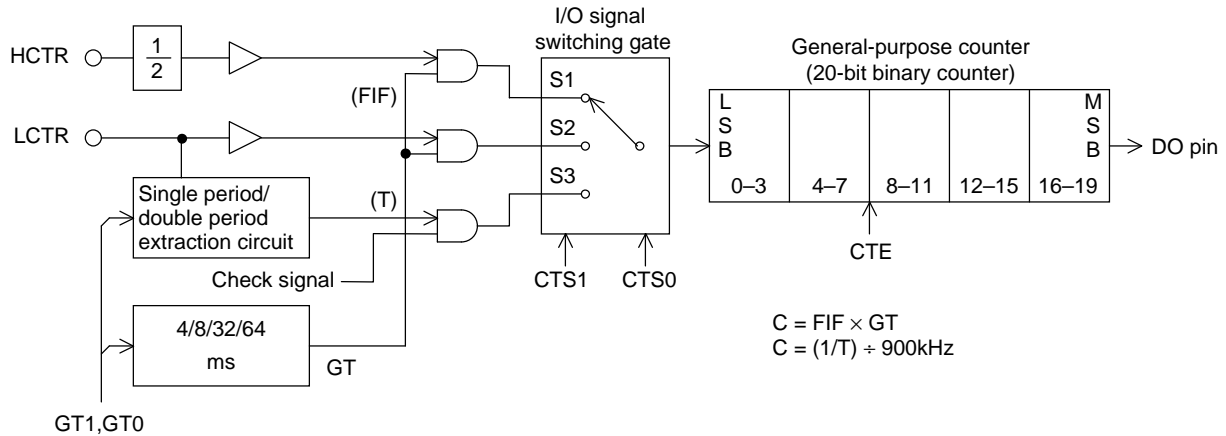 I/O signal
switching gate
General-purpose counter
(20-bit binary counter)
HCTR
1
2
(FIF)
S1
LCTR
S2
L
S
B
M
S
B
DO pin
Single period/
double period
extraction circuit
(T)
S3
0–3
4–7
8–11
12–15
16–19
Check signal
CTS1
CTS0
CTE
4/8/32/64
ms
GT
C = FIF × GT
C = (1/T) ÷ 900kHz
GT1,GT0